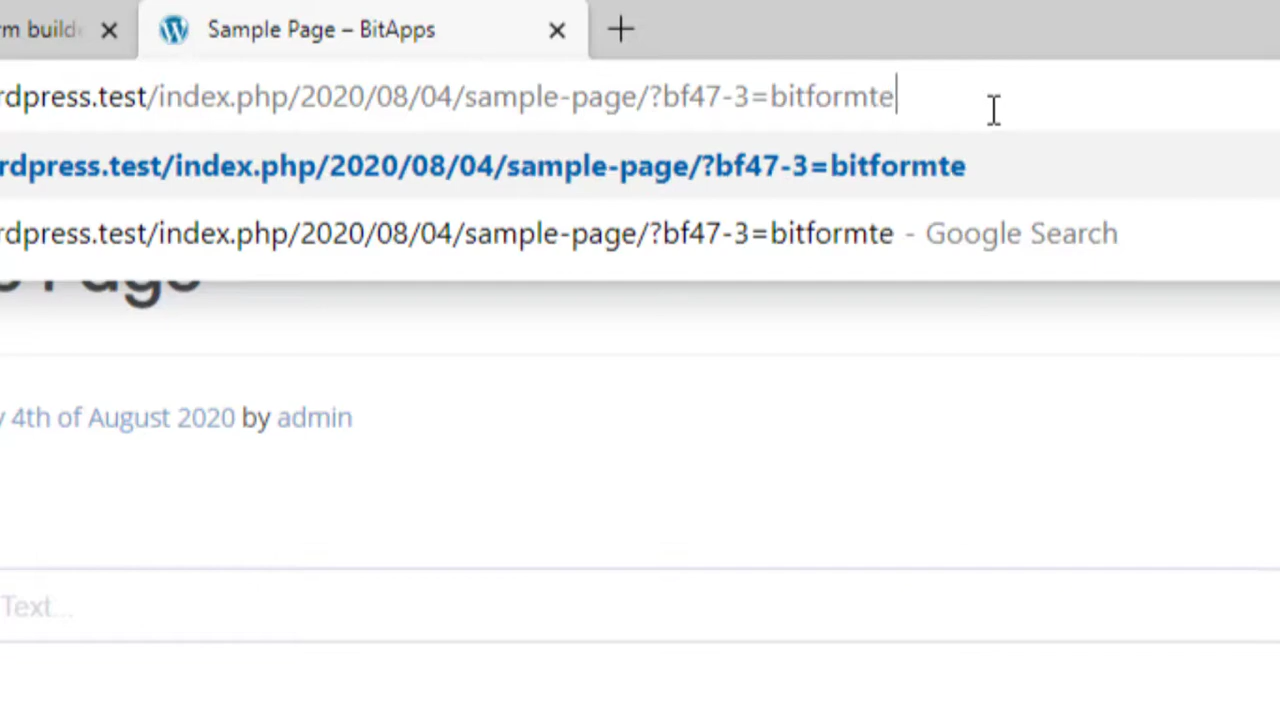 rm build
Sample Page – BitApps
rdpress.test/index.php/2020/08/04/sample-page/?bf47-3=bitformte
rdpress.test/index.php/2020/08/04/sample-page/?bf47-3=bitformte
rdpress.test/index.php/2020/08/04/sample-page/?bf47-3=bitformte - Google Search
Page
y 4th of August 2020 by admin
Text...